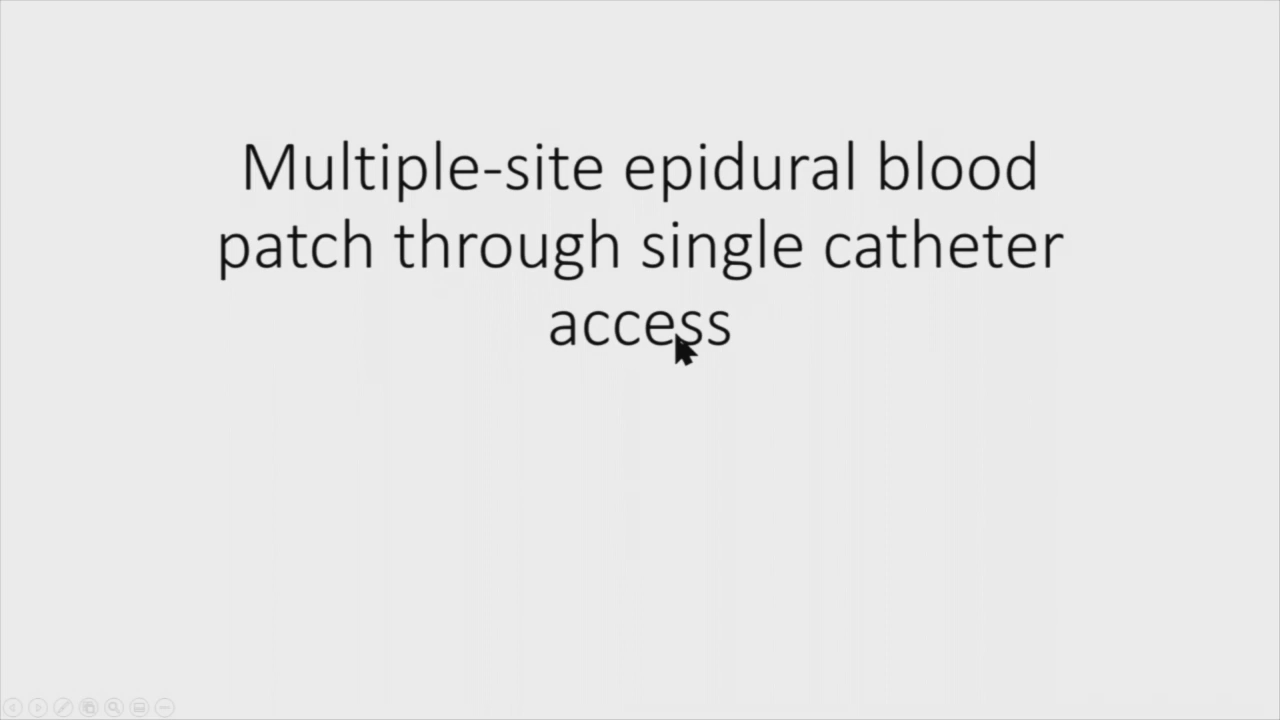 Multiple-site epidural blood
patch through single catheter
access